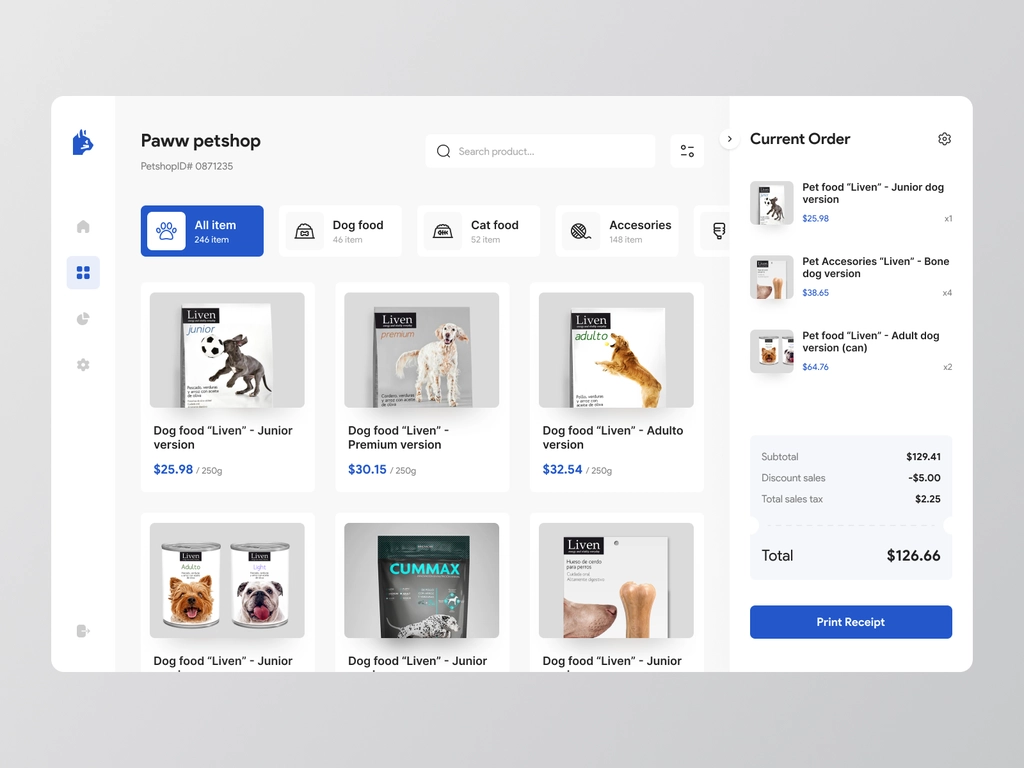 Paww petshop
PetshopID# 0871235
Search product...
All item
246 item
Dog food
46 item
Cat food
52 item
Accesories
148 item
Liven
junior
Pescado, verduras
y arroz con aceite
de oliva
Dog food “Liven” - Junior
version
$25.98 / 250g
Liven
premium
Cordero, verduras
y arroz con aceite
de oliva
Dog food “Liven” -
Premium version
$30.15 / 250g
Liven
adulto
Pollo, verduras
y arroz con aceite
de oliva
Dog food “Liven” - Adulto
version
$32.54 / 250g
Liven
Adulto
Liven
Light
Dog food “Liven” - Junior
CUMMAX
Dog food “Liven” - Junior
Liven
Hueso de cerdo
para perros
Dog food “Liven” - Junior
Current Order
Pet food “Liven” - Junior dog
version
$25.98
x1
Pet Accesories “Liven” - Bone
dog version
$38.65
x4
Pet food “Liven” - Adult dog
version (can)
$64.76
x2
Subtotal
$129.41
Discount sales
-$5.00
Total sales tax
$2.25
Total
$126.66
Print Receipt